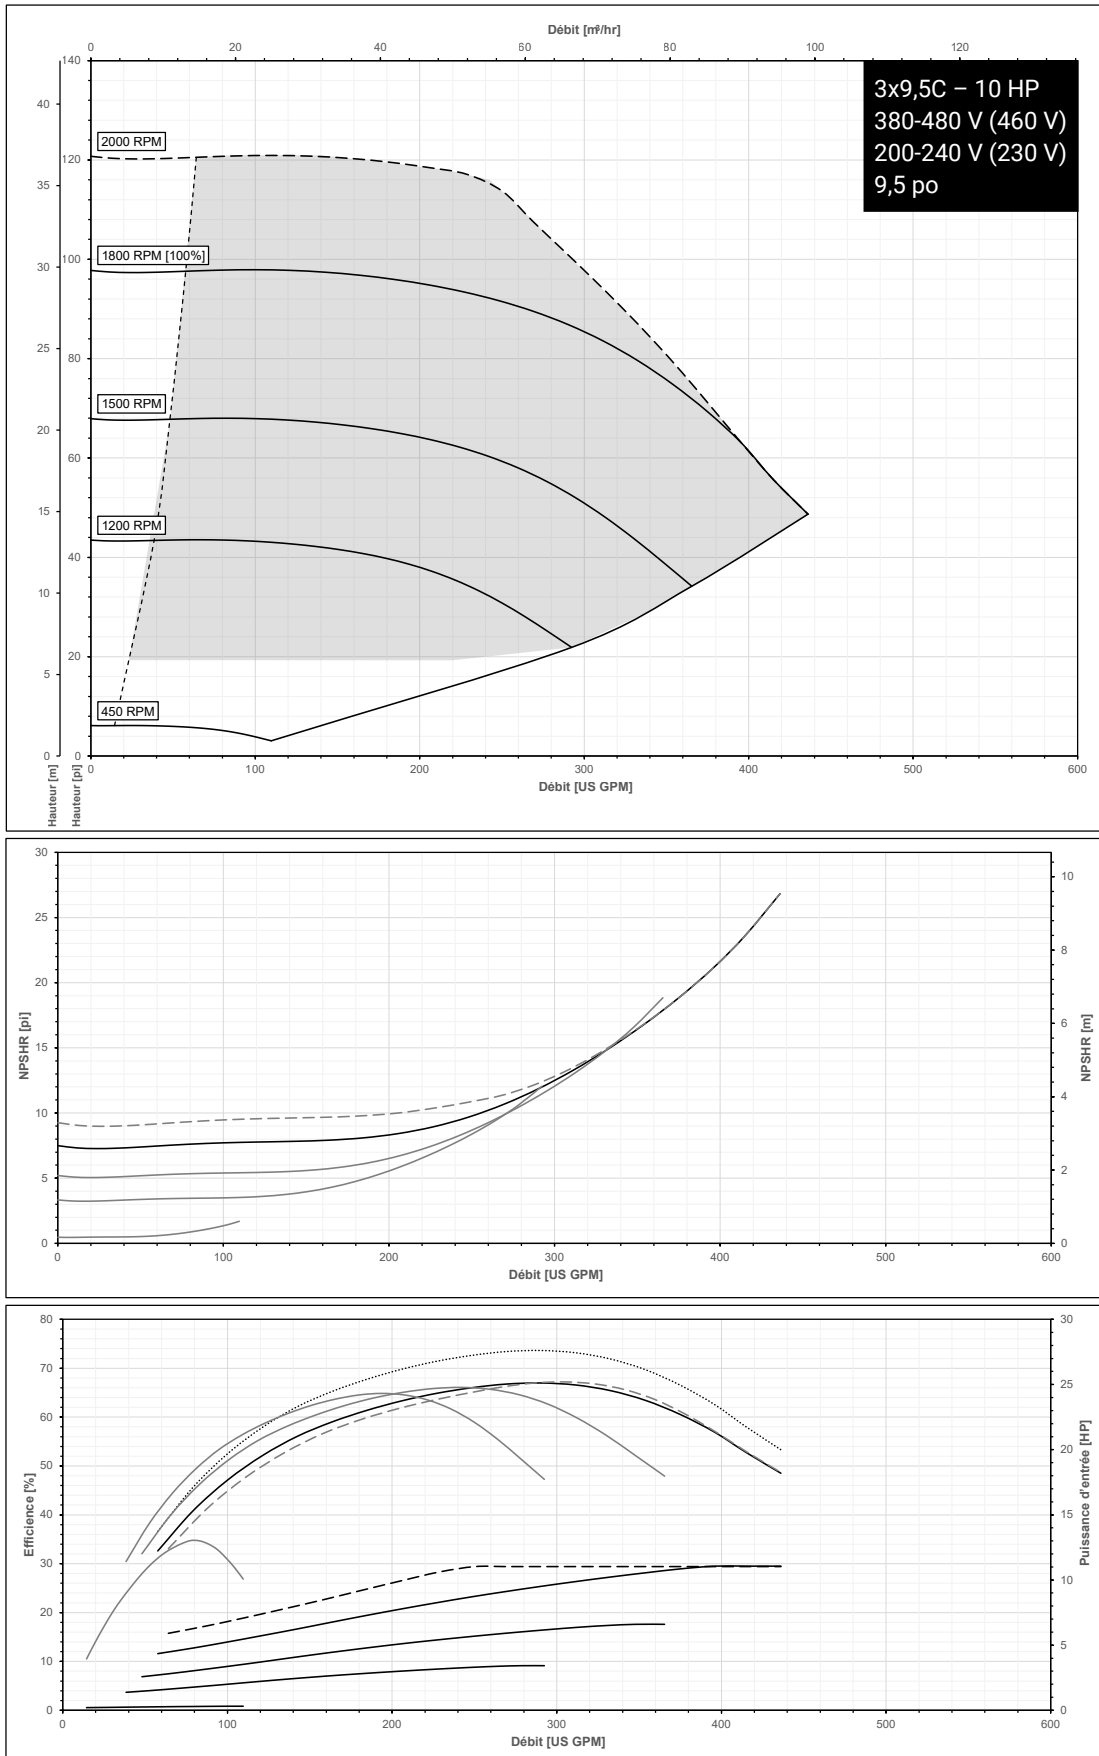 Débit [m³/hr]
0 20 40 60 80 100 120
3x9,5C – 10 HP
380-480 V (460 V)
200-240 V (230 V)
9,5 po
40
35
30
25
20
15
10
5
0
Hauteur [m]
140
120
100
80
60
40
20
0
Hauteur [pi]
2000 RPM
1800 RPM [100%]
1500 RPM
1200 RPM
450 RPM
0 100 200 300 400 500 600
Débit [US GPM]
30
25
20
15
10
5
0
NPSHR [pi]
10
8
6
4
2
0
NPSHR [m]
0 100 200 300 400 500 600
Débit [US GPM]
80
70
60
50
40
30
20
10
0
Efficience [%]
30
25
20
15
10
5
0
Puissance d'entrée [HP]
0 100 200 300 400 500 600
Débit [US GPM]